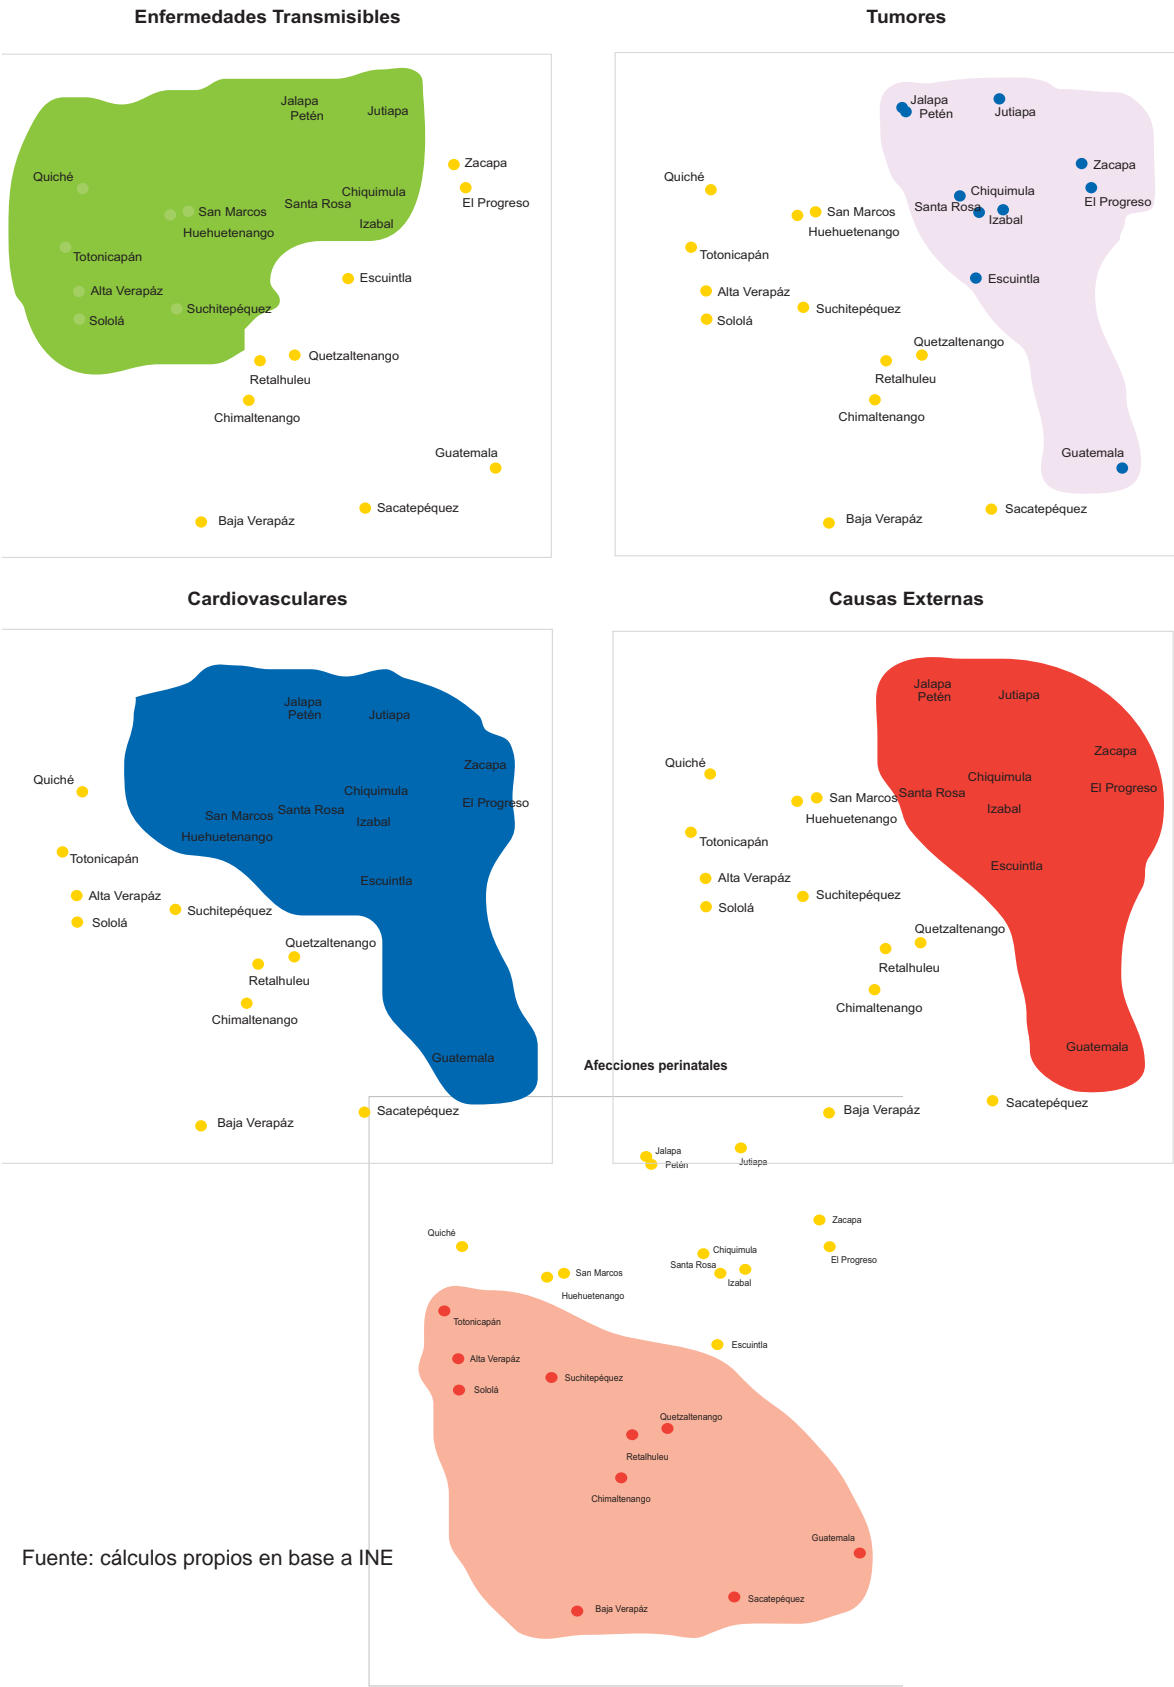 Enfermedades Transmisibles
Jalapa
Petén
Jutiapa
Zacapa
Quiché
Chiquimula
El Progreso
Santa Rosa
San Marcos
Izabal
Huehuetenango
Totonicapán
Escuintla
Alta Verapáz
Suchitepéquez
Sololá
Quetzaltenango
Retalhuleu
Chimaltenango
Guatemala
Sacatepéquez
Baja Verapáz
Tumores
Jalapa
Petén
Jutiapa
Zacapa
Quiché
Chiquimula
El Progreso
Santa Rosa
San Marcos
Izabal
Huehuetenango
Totonicapán
Escuintla
Alta Verapáz
Suchitepéquez
Sololá
Quetzaltenango
Retalhuleu
Chimaltenango
Guatemala
Sacatepéquez
Baja Verapáz
Cardiovasculares
Jalapa
Petén
Jutiapa
Zacapa
Quiché
Chiquimula
El Progreso
Santa Rosa
San Marcos
Izabal
Huehuetenango
Totonicapán
Escuintla
Alta Verapáz
Suchitepéquez
Sololá
Quetzaltenango
Retalhuleu
Chimaltenango
Guatemala
Sacatepéquez
Baja Verapáz
Causas Externas
Jalapa
Petén
Jutiapa
Zacapa
Quiché
Chiquimula
El Progreso
Santa Rosa
San Marcos
Izabal
Huehuetenango
Totonicapán
Escuintla
Alta Verapáz
Suchitepéquez
Sololá
Quetzaltenango
Retalhuleu
Chimaltenango
Guatemala
Sacatepéquez
Baja Verapáz
Afecciones perinatales
Jalapa
Petén
Jutiapa
Zacapa
Quiché
Chiquimula
El Progreso
Santa Rosa
San Marcos
Izabal
Huehuetenango
Totonicapán
Escuintla
Alta Verapáz
Suchitepéquez
Sololá
Quetzaltenango
Retalhuleu
Chimaltenango
Guatemala
Sacatepéquez
Baja Verapáz
Fuente: cálculos propios en base a INE